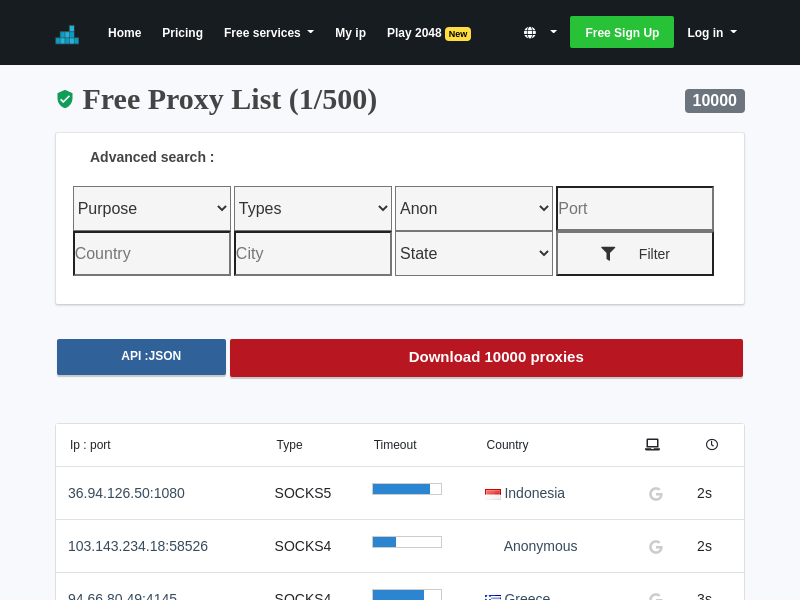 Home Pricing Free services My ip Play 2048 New Free Sign Up Log in
Free Proxy List (1/500) 10000
Advanced search :
Purpose Types Anon Port
Country City State Filter
API :JSON Download 10000 proxies
Ip : port Type Timeout Country
36.94.126.50:1080 SOCKS5 Indonesia 2s
103.143.234.18:58526 SOCKS4 Anonymous 2s
94.66.80.49:4145 SOCKS4 Greece 3s